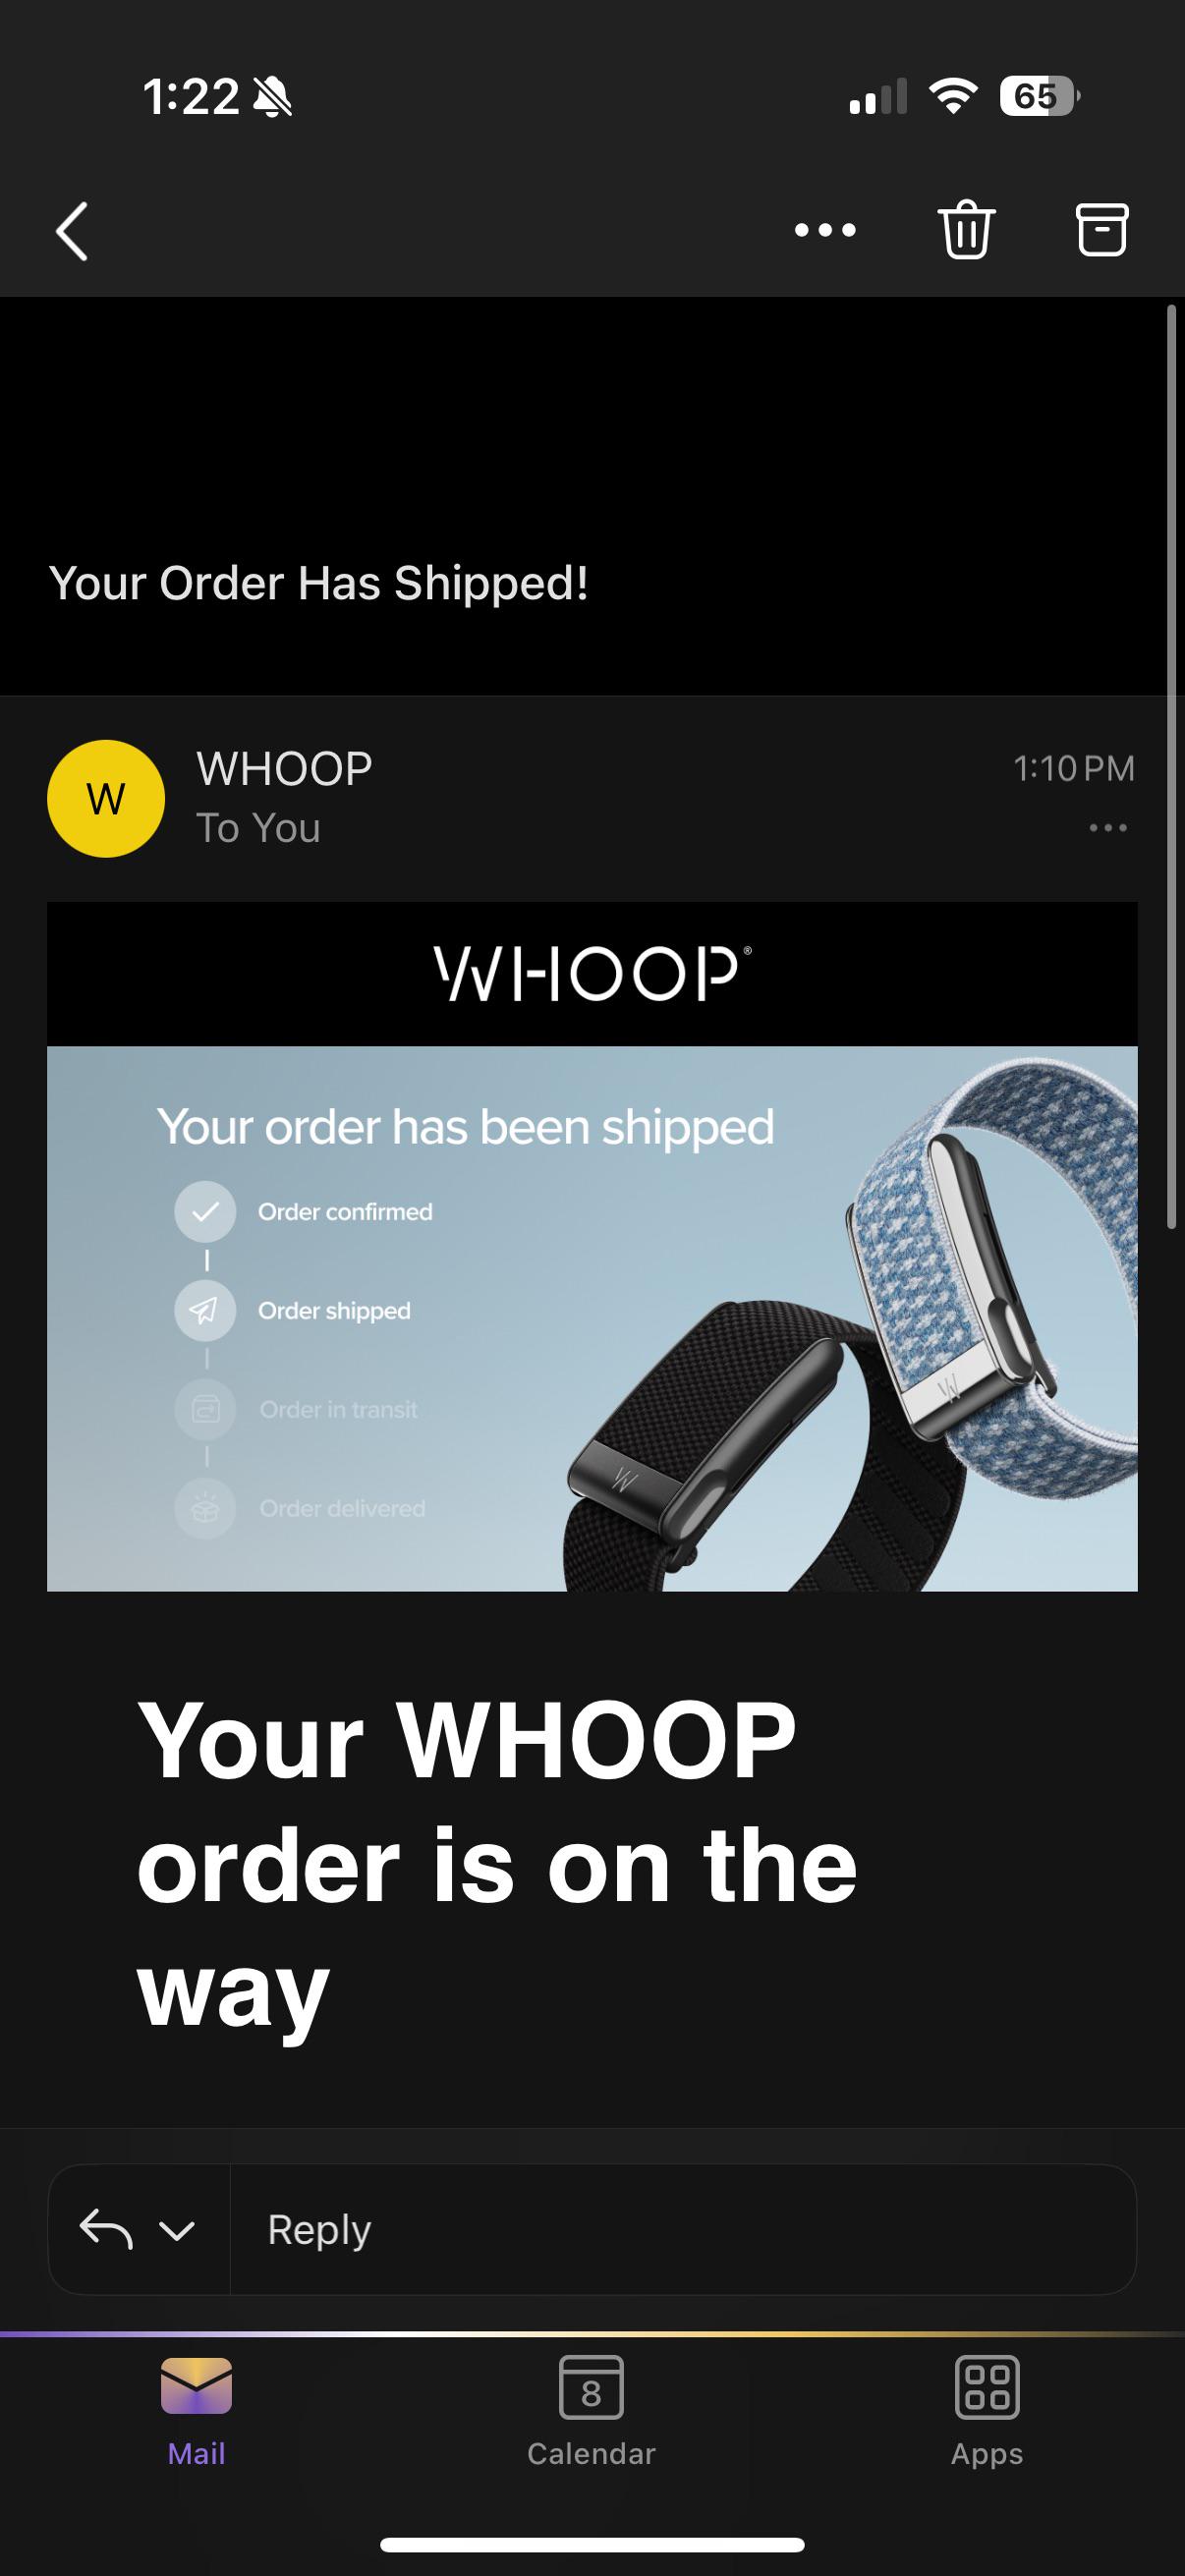 1:22
65
Your Order Has Shipped!
W
WHOOP
1:10 PM
To You
WHOOP®
Your order has been shipped
Order confirmed
Order shipped
Order in transit
Order delivered
Your WHOOP
order is on the
way
Reply
8
Mail
Calendar
Apps